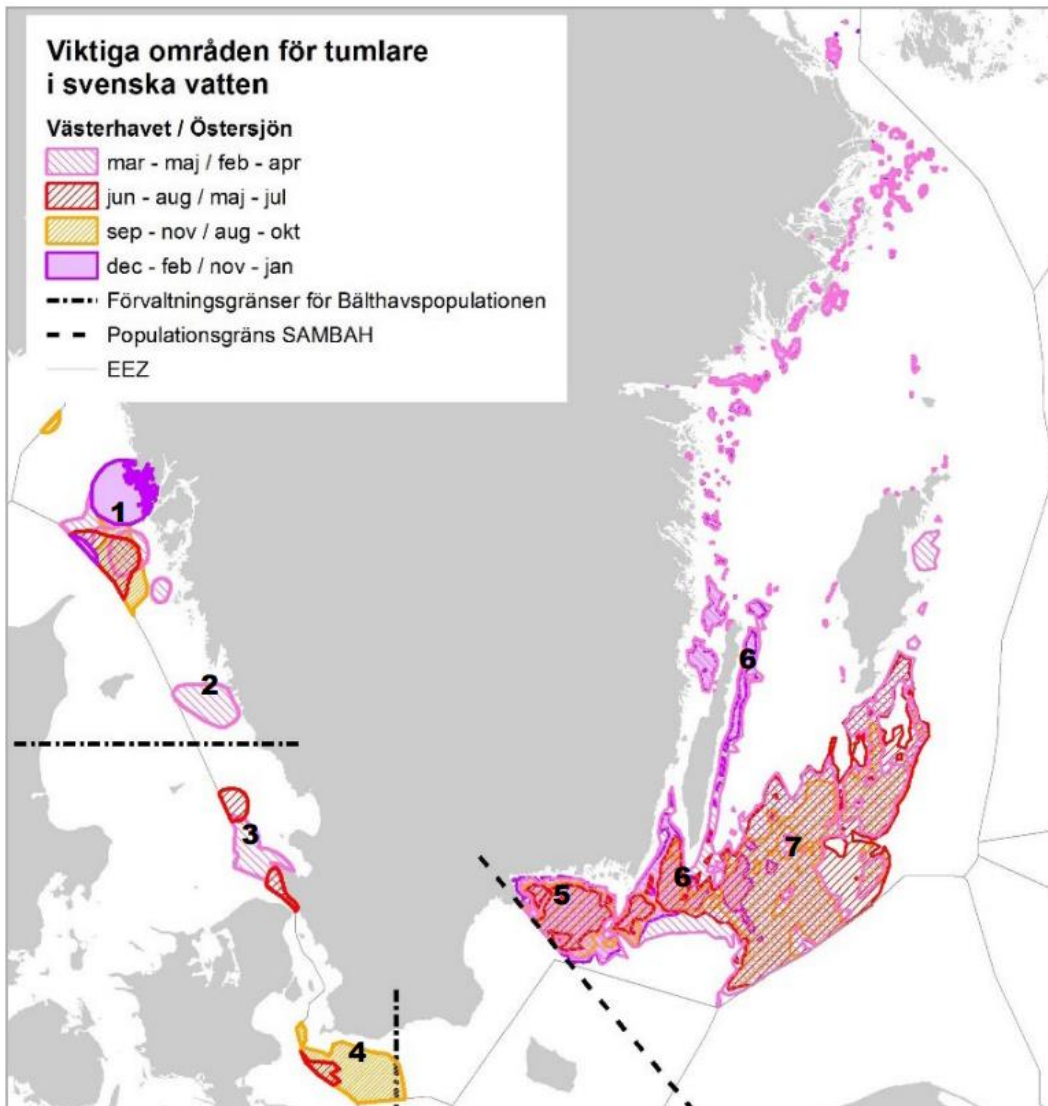 Viktiga områden för tumlare
i svenska vatten
Västerhavet / Östersjön
mar - maj / feb - apr
jun - aug / maj - jul
sep - nov / aug - okt
dec - feb / nov - jan
Förvaltningsgränser för Bälthavspopulationen
Populationsgräns SAMBAH
EEZ
1
2
6
3
7
6
5
4